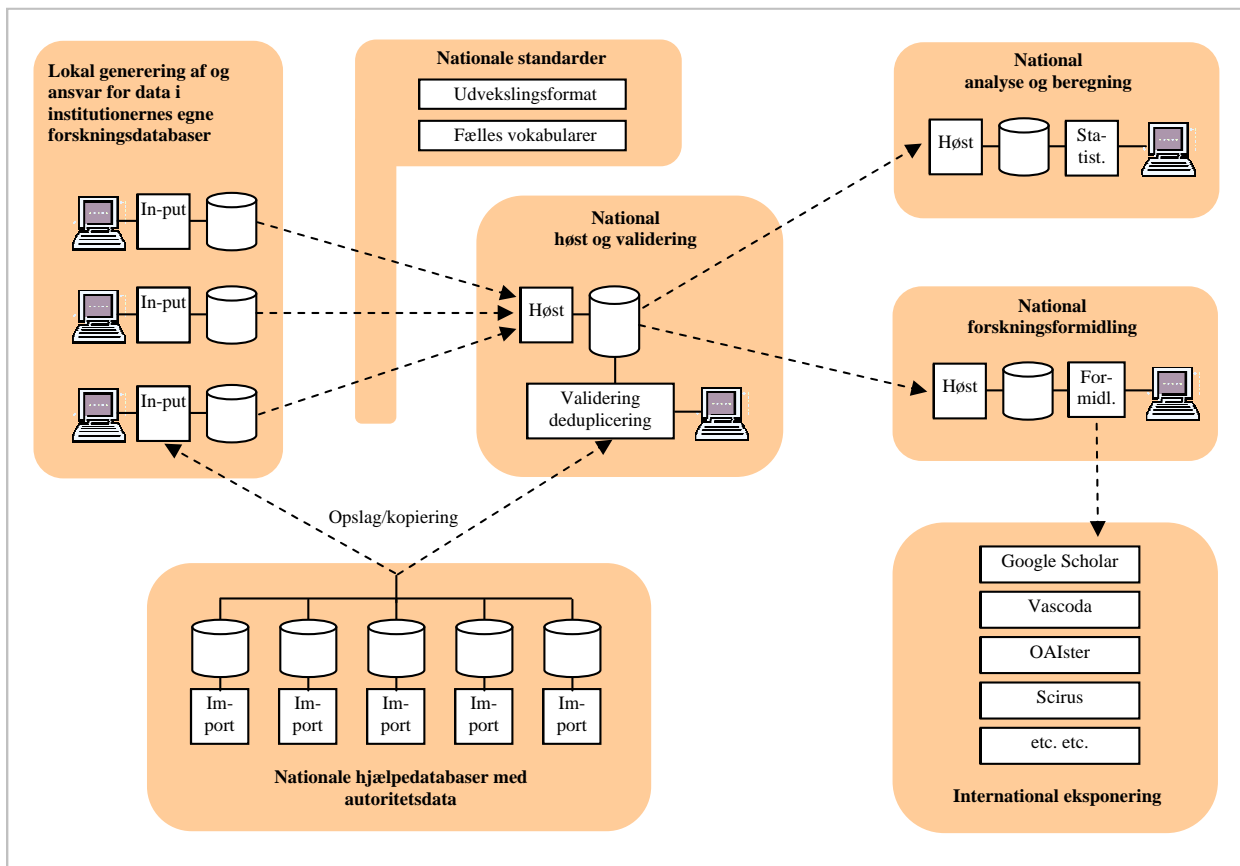 Lokal generering af og
ansvar for data i
institutionernes egne
forskningsdatabaser
In-put
In-put
In-put
Nationale standarder
Udvekslingsformat
Fælles vokabularer
National
høst og validering
Høst
Validering
deduplicering
National
analyse og beregning
Høst
Sta-
tist.
National
forskningsformidling
Høst
For-
midl.
Opslag/kopiering
Im-
port
Im-
port
Im-
port
Im-
port
Im-
port
Nationale hjælpedatabaser med
autoritetsdata
Google Scholar
Vascoda
OAIster
Scirus
etc. etc.
International eksponering